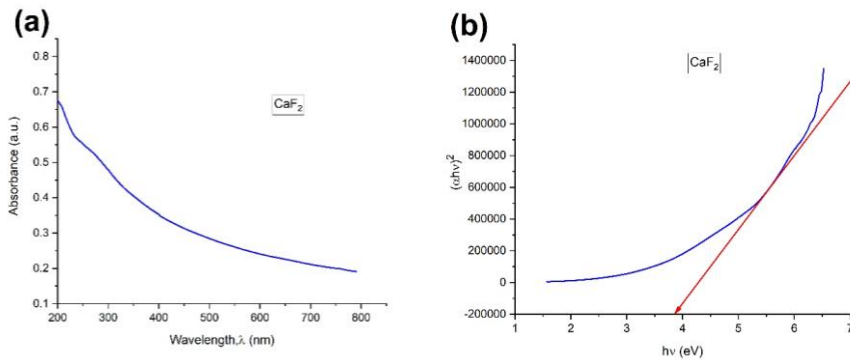 (a)
0.8
0.7
0.6
0.5
0.4
0.3
0.2
0.1
Absorbance (a.u.)
CaF₂
200 300 400 500 600 700 800
Wavelength,λ (nm)
(b)
1400000
1200000
1000000
800000
600000
400000
200000
0
-200000
(αhν)²
CaF₂
1 2 3 4 5 6 7
hν (eV)